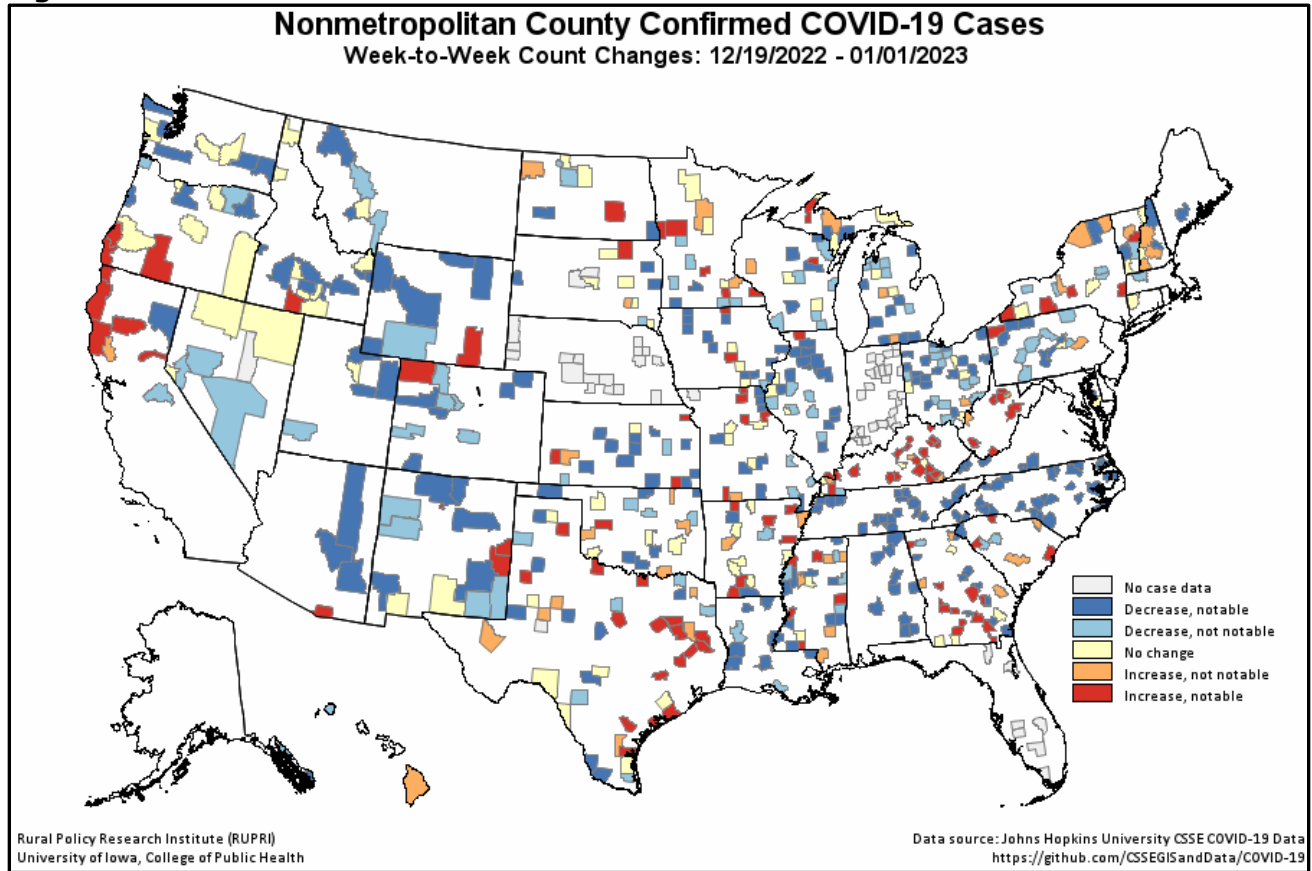 Nonmetropolitan County Confirmed COVID-19 Cases
Week-to-Week Count Changes: 12/19/2022 - 01/01/2023
No case data
Decrease, notable
Decrease, not notable
No change
Increase, not notable
Increase, notable
Rural Policy Research Institute (RUPRI)
University of Iowa, College of Public Health
Data source: Johns Hopkins University CSSE COVID-19 Data
https://github.com/CSSEGISandData/COVID-19